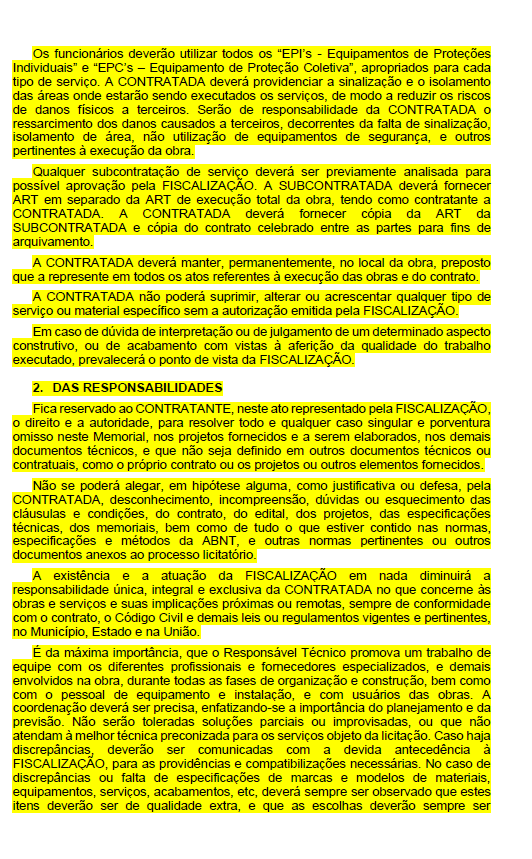 Os funcionários deverão utilizar todos os “EPI’s - Equipamentos de Proteções
Individuais” e “EPC’s – Equipamento de Proteção Coletiva”, apropriados para cada
tipo de serviço. A CONTRATADA deverá providenciar a sinalização e o isolamento
das áreas onde estarão sendo executados os serviços, de modo a reduzir os riscos
de danos físicos a terceiros. Serão de responsabilidade da CONTRATADA o
ressarcimento dos danos causados a terceiros, decorrentes da falta de sinalização,
isolamento de área, não utilização de equipamentos de segurança, e outros
pertinentes à execução da obra.
Qualquer subcontratação de serviço deverá ser previamente analisada para
possível aprovação pela FISCALIZAÇÃO. A SUBCONTRATADA deverá fornecer
ART em separado da ART de execução total da obra, tendo como contratante a
CONTRATADA. A CONTRATADA deverá fornecer cópia da ART da
SUBCONTRATADA e cópia do contrato celebrado entre as partes para fins de
arquivamento.
A CONTRATADA deverá manter, permanentemente, no local da obra, preposto
que a represente em todos os atos referentes à execução das obras e do contrato.
A CONTRATADA não poderá suprimir, alterar ou acrescentar qualquer tipo de
serviço ou material específico sem a autorização emitida pela FISCALIZAÇÃO.
Em caso de dúvida de interpretação ou de julgamento de um determinado aspecto
construtivo, ou de acabamento com vistas à aferição da qualidade do trabalho
executado, prevalecerá o ponto de vista da FISCALIZAÇÃO.
2. DAS RESPONSABILIDADES
Fica reservado ao CONTRATANTE, neste ato representado pela FISCALIZAÇÃO,
o direito e a autoridade, para resolver todo e qualquer caso singular e porventura
omisso neste Memorial, nos projetos fornecidos e a serem elaborados, nos demais
documentos técnicos, e que não seja definido em outros documentos técnicos ou
contratuais, como o próprio contrato ou os projetos ou outros elementos fornecidos.
Não se poderá alegar, em hipótese alguma, como justificativa ou defesa, pela
CONTRATADA, desconhecimento, incompreensão, dúvidas ou esquecimento das
cláusulas e condições, do contrato, do edital, dos projetos, das especificações
técnicas, dos memoriais, bem como de tudo o que estiver contido nas normas,
especificações e métodos da ABNT, e outras normas pertinentes ou outros
documentos anexos ao processo licitatório.
A existência e a atuação da FISCALIZAÇÃO em nada diminuirá a
responsabilidade única, integral e exclusiva da CONTRATADA no que concerne às
obras e serviços e suas implicações próximas ou remotas, sempre de conformidade
com o contrato, o Código Civil e demais leis ou regulamentos vigentes e pertinentes,
no Município, Estado e na União.
É da máxima importância, que o Responsável Técnico promova um trabalho de
equipe com os diferentes profissionais e fornecedores especializados, e demais
envolvidos na obra, durante todas as fases de organização e construção, bem como
com o pessoal de equipamento e instalação, e com usuários das obras. A
coordenação deverá ser precisa, enfatizando-se a importância do planejamento e da
previsão. Não serão toleradas soluções parciais ou improvisadas, ou que não
atendam à melhor técnica preconizada para os serviços objeto da licitação. Caso haja
discrepâncias, deverão ser comunicadas com a devida antecedência à
FISCALIZAÇÃO, para as providências e compatibilizações necessárias. No caso de
discrepâncias ou falta de especificações de marcas e modelos de materiais,
equipamentos, serviços, acabamentos, etc, deverá sempre ser observado que estes
itens deverão ser de qualidade extra, e que as escolhas deverão sempre ser